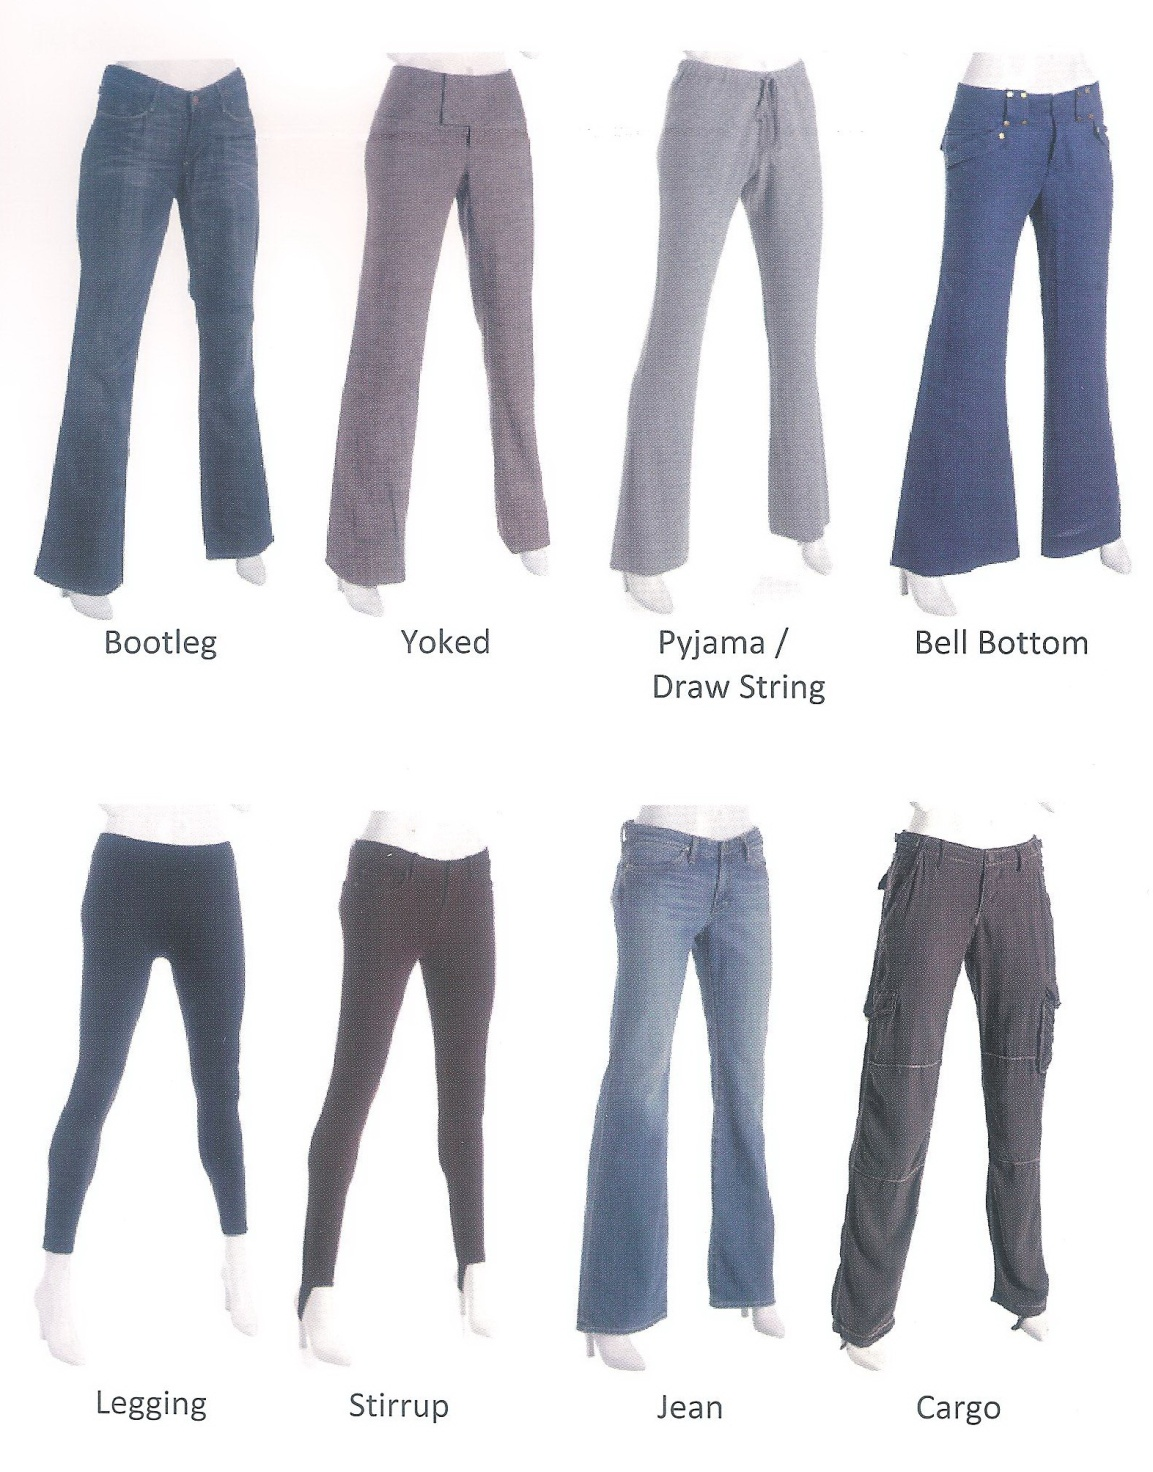 Bootleg
Yoked
Pyjama /
Draw String
Bell Bottom
Legging
Stirrup
Jean
Cargo